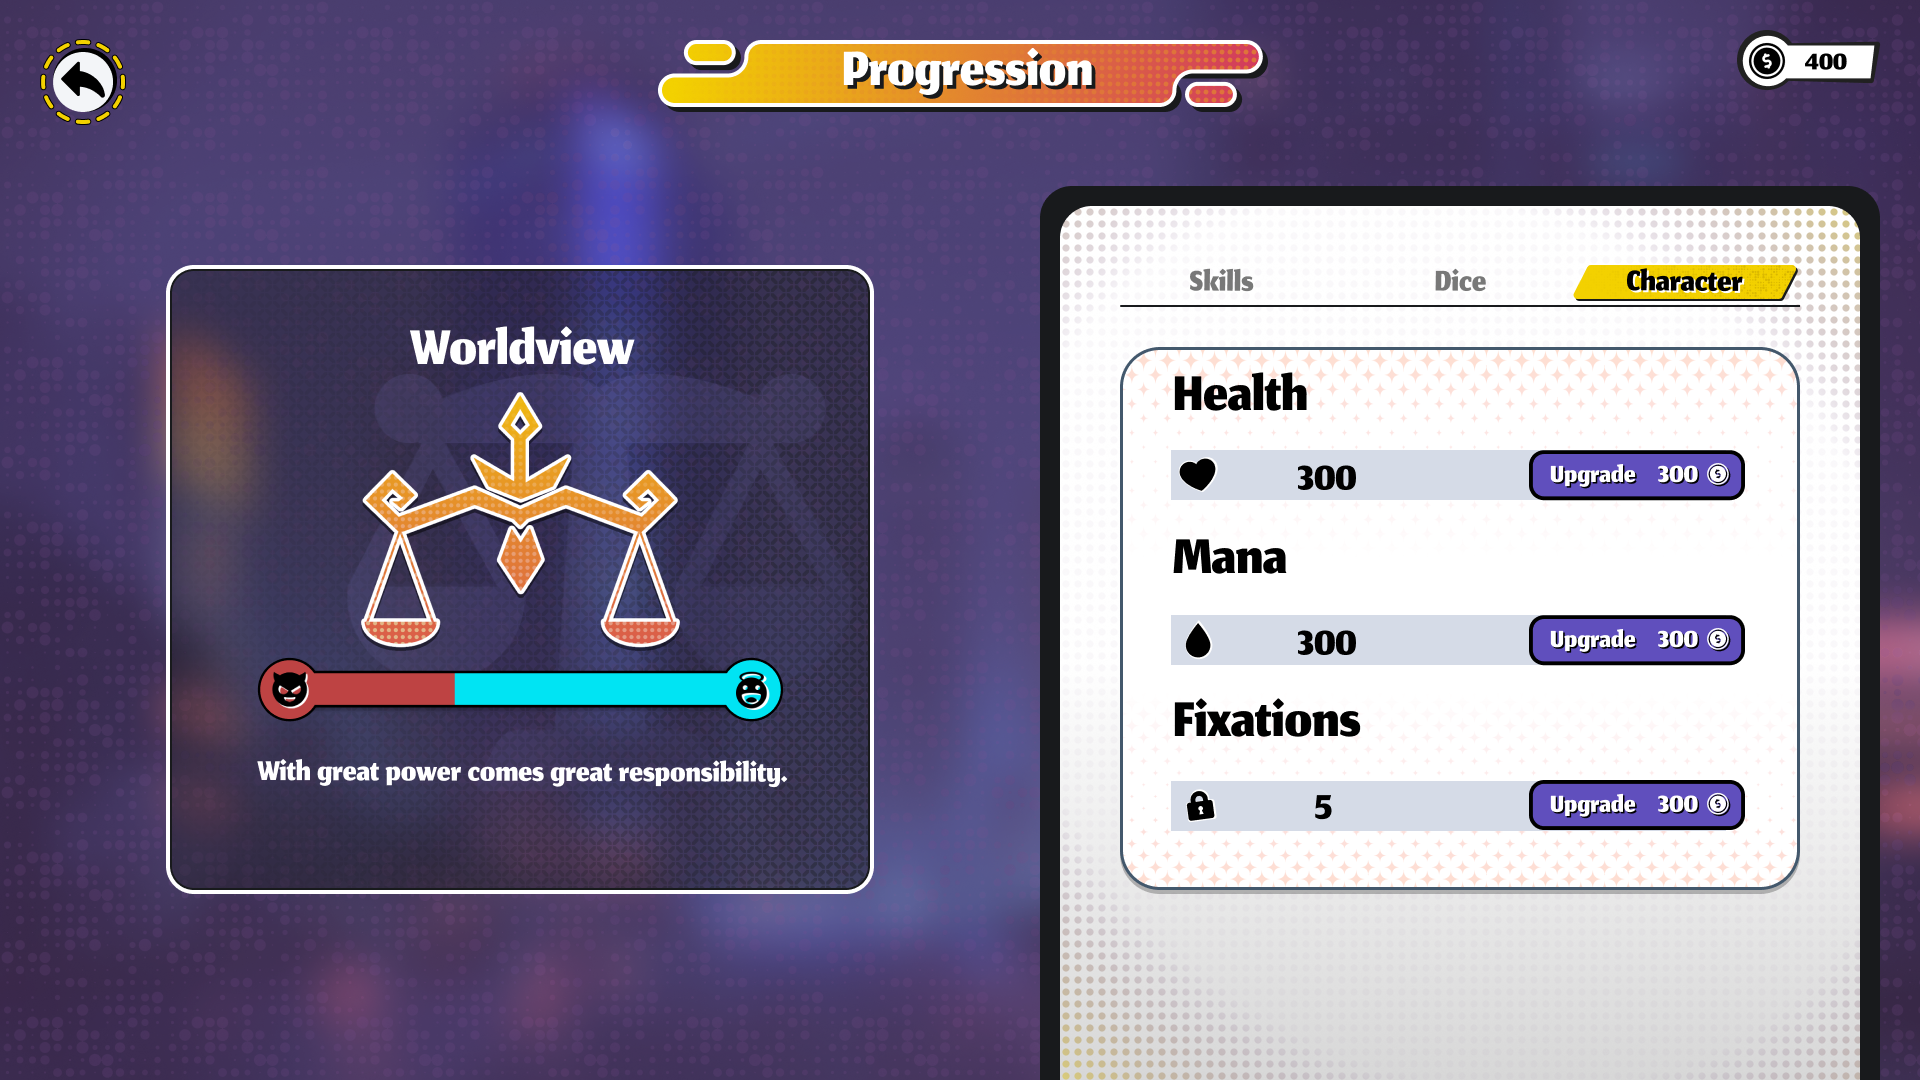 Progression
400
Worldview
With great power comes great responsibility.
Skills Dice Character
Health
300 Upgrade 300
Mana
300 Upgrade 300
Fixations
5 Upgrade 300